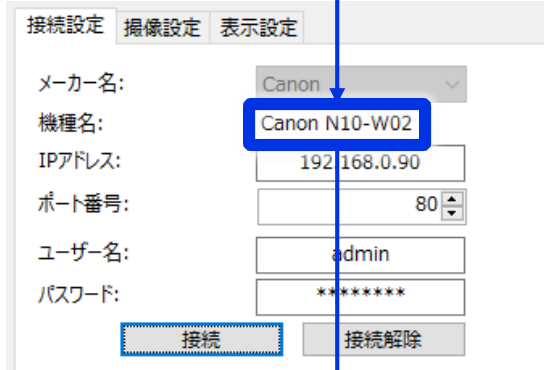 接続設定 撮像設定 表示設定
メーカー名: Canon
機種名: Canon N10-W02
IPアドレス: 192.168.0.90
ポート番号: 80
ユーザー名: admin
パスワード: ********
接続 接続解除